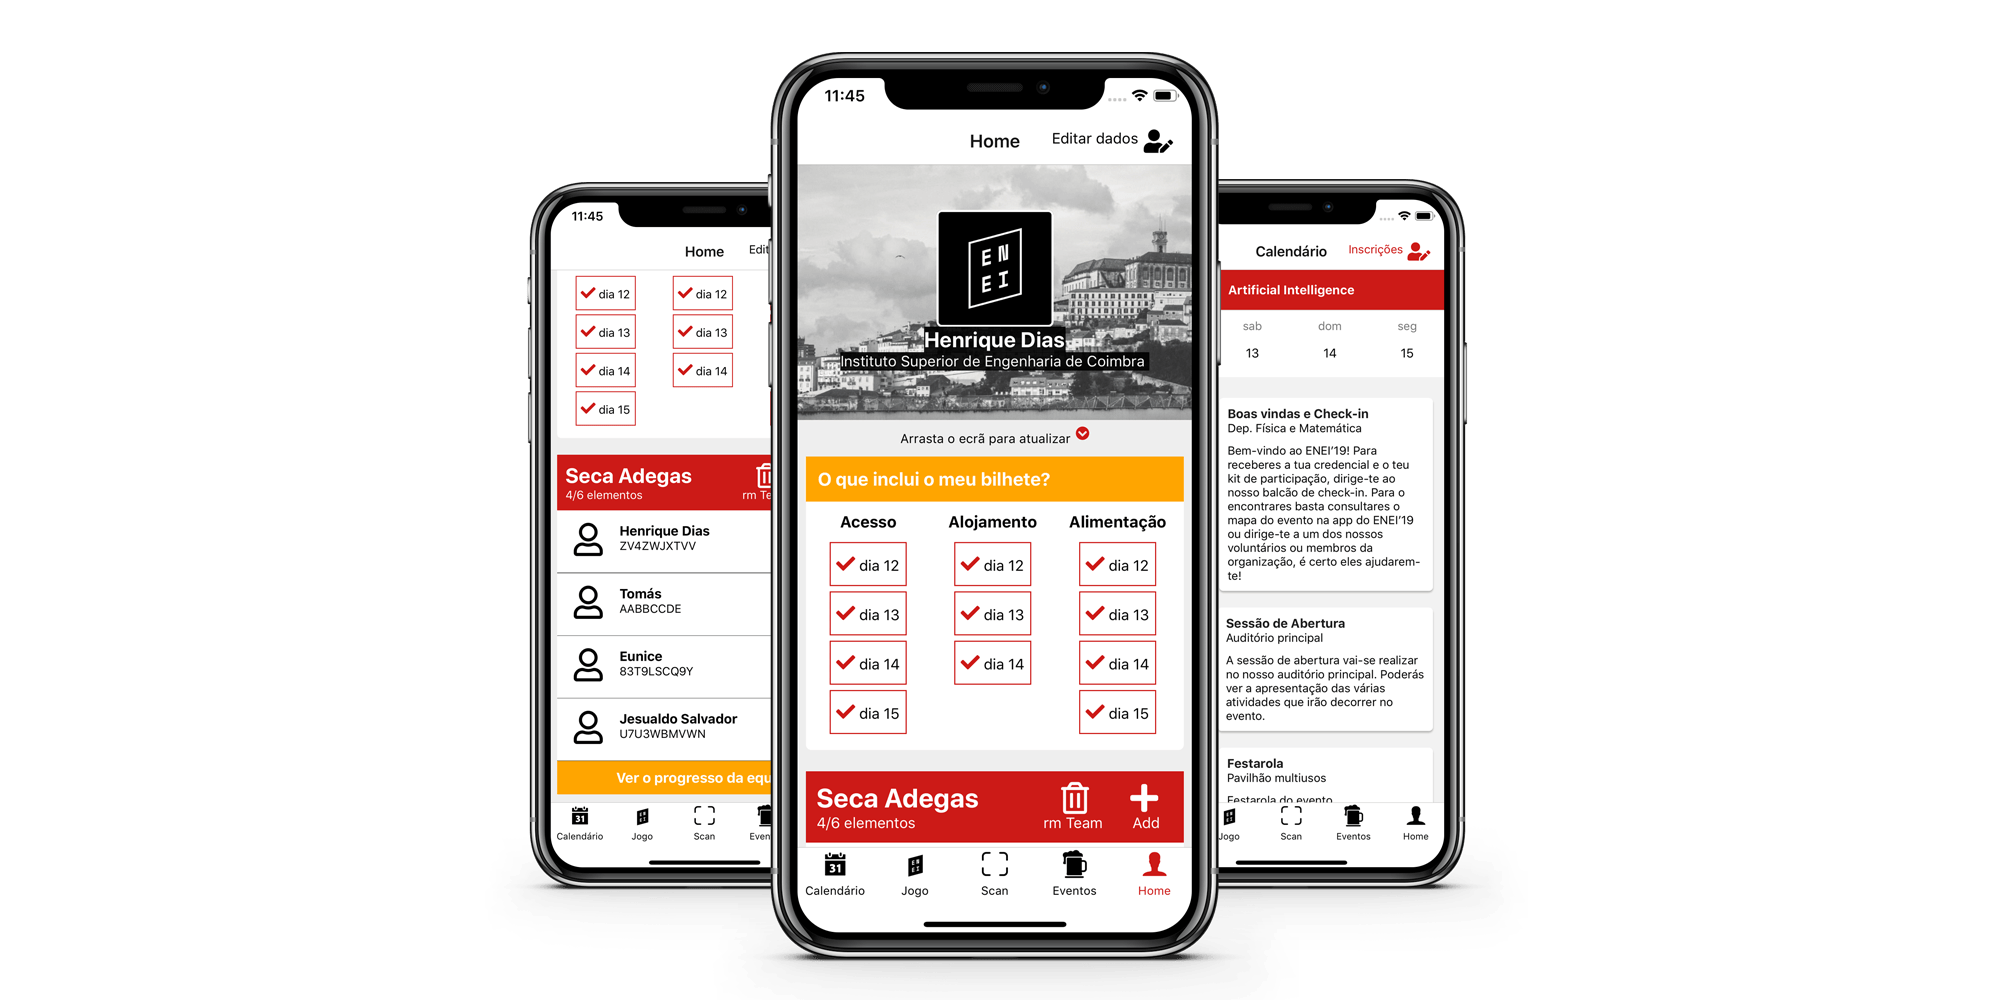 11:45
Home
Edit
dia 12
dia 12
dia 13
dia 13
dia 14
dia 14
dia 15
Seca Adegas
4/6 elementos
rm Te
Henrique Dias
ZV4ZWJXTVV
Tomás
AABBCCDE
Eunice
83T9LSCQ9Y
Jesualdo Salvador
U7U3WBMVWN
Ver o progresso da equ
31
Calendário
Jogo
Scan
Even
11:45
Home
Editar dados
E N
E I
Henrique Dias
Instituto Superior de Engenharia de Coimbra
Arrasta o ecrã para atualizar
O que inclui o meu bilhete?
Acesso
Alojamento
Alimentação
dia 12
dia 12
dia 12
dia 13
dia 13
dia 13
dia 14
dia 14
dia 14
dia 15
dia 15
Seca Adegas
4/6 elementos
rm Team
Add
31
Calendário
Jogo
Scan
Eventos
Home
Calendário
Inscrições
Artificial Intelligence
sab
dom
seg
13
14
15
Boas vindas e Check-in
Dep. Física e Matemática
Bem-vindo ao ENEI'19! Para
receberes a tua credencial e o teu
kit de participação, dirige-te ao
nosso balcão de check-in. Para o
encontrares basta consultares o
mapa do evento na app do ENEI'19
ou dirige-te a um dos nossos
voluntários ou membros da
organização, é certo eles ajudarem-
te!
Sessão de Abertura
Auditório principal
A sessão de abertura vai-se realizar
no nosso auditório principal. Poderás
ver a apresentação das várias
atividades que irão decorrer no
evento.
Festarola
Pavilhão multiusos
Festarola do evento
Jogo
Scan
Eventos
Home